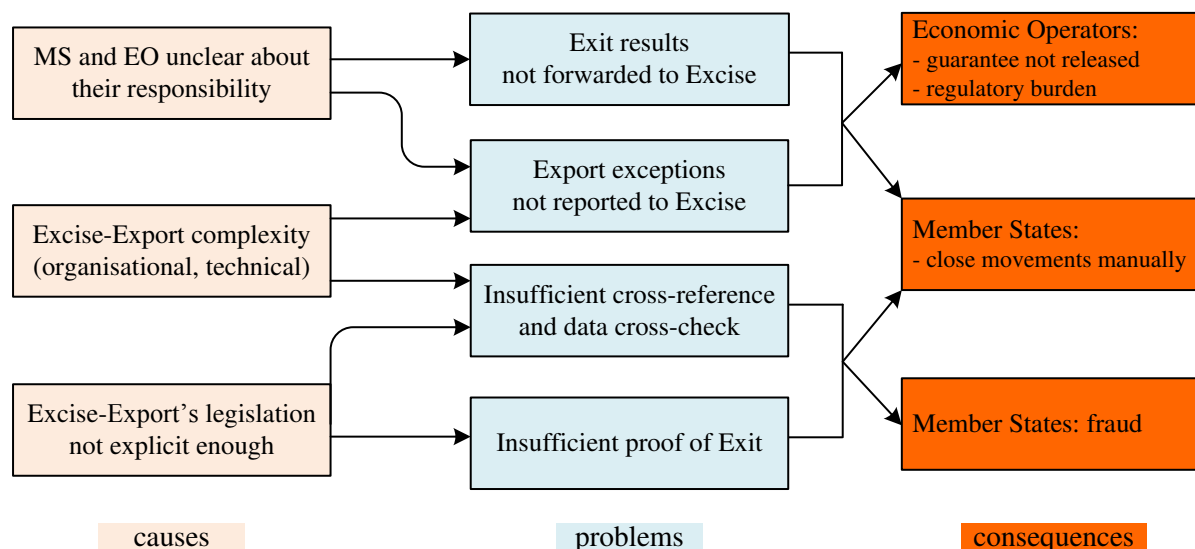 MS and EO unclear about
their responsibility
Excise-Export complexity
(organisational, technical)
Excise-Export’s legislation
not explicit enough
causes
Exit results
not forwarded to Excise
Export exceptions
not reported to Excise
Insufficient cross-reference
and data cross-check
Insufficient proof of Exit
problems
Economic Operators:
- guarantee not released
- regulatory burden
Member States:
- close movements manually
Member States: fraud
consequences